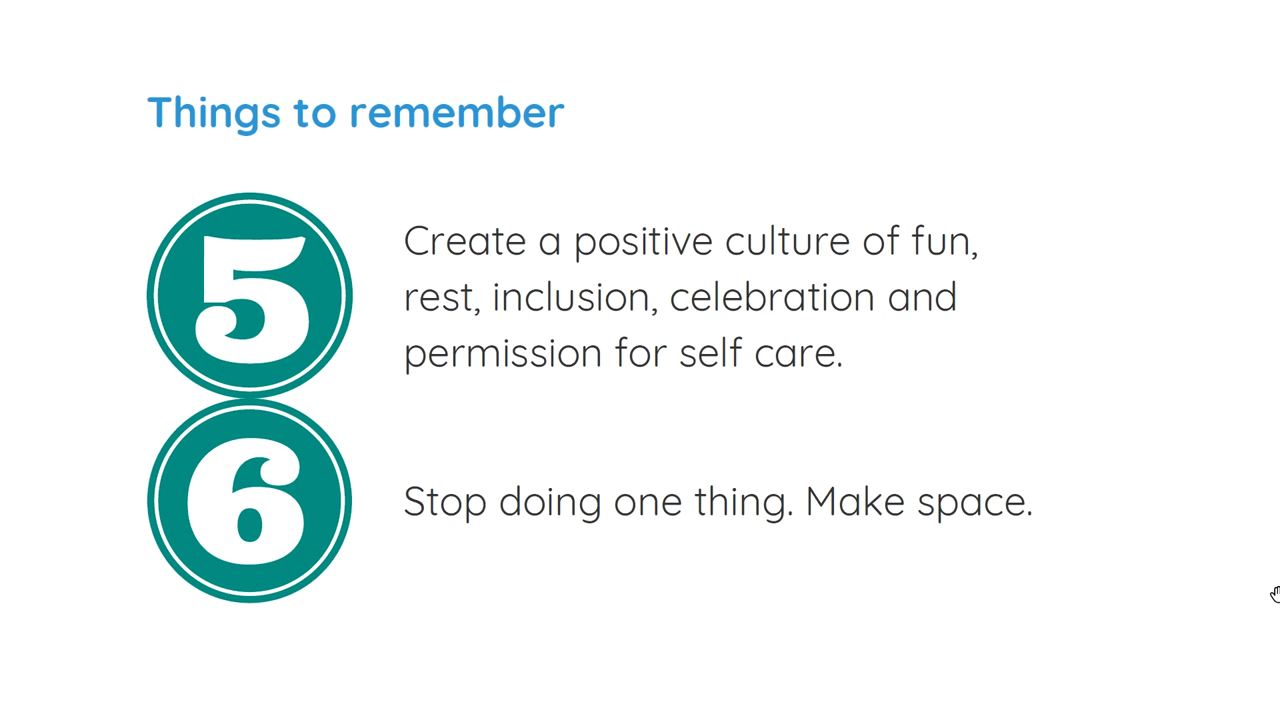 Things to remember
5
Create a positive culture of fun,
rest, inclusion, celebration and
permission for self care.
6
Stop doing one thing. Make space.